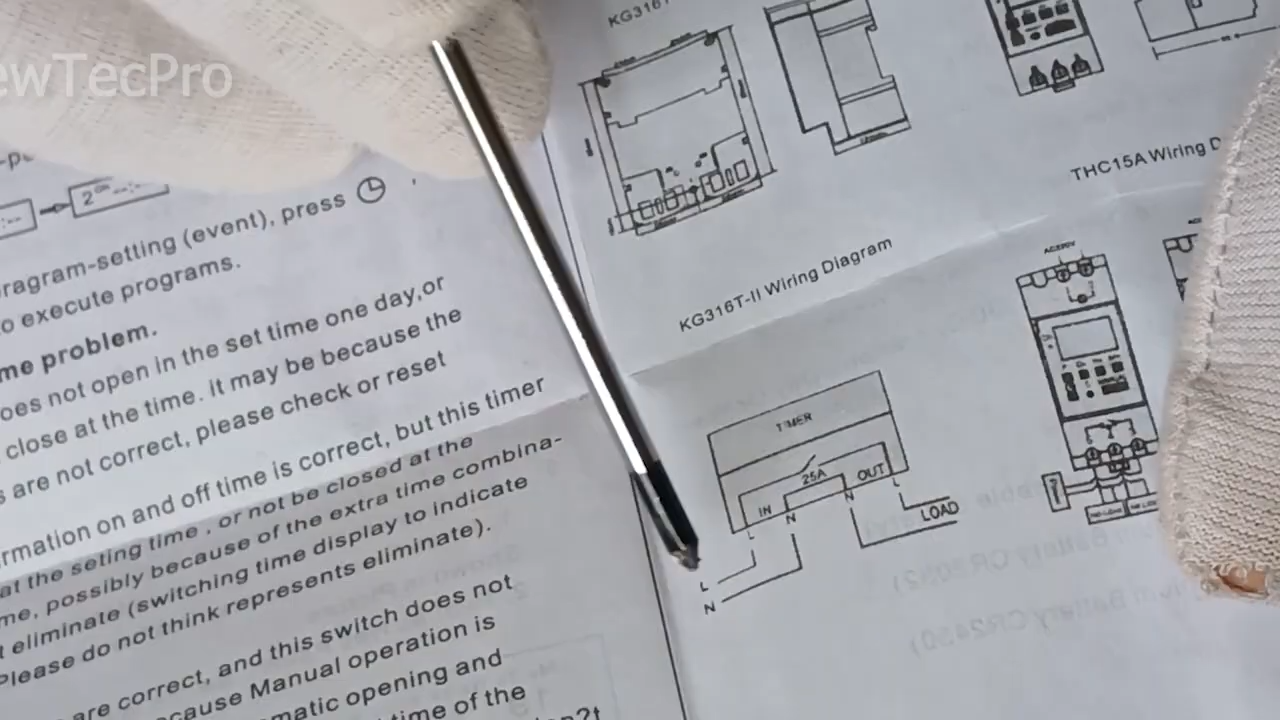 ewTecPro
KG316T
2 ON
ragram-setting (event), press
o execute programs.
me problem.
oes not open in the set time one day,or
close at the time. It may be because the
s are not correct, please check or reset
rmation on and off time is correct, but this timer
at the seting time, or not be closed at the
me, possibly because of the extra time combina-
t eliminate (switching time display to indicate
Please do not think represents eliminate).
are correct, and this switch does not
ecause Manual operation is
matic opening and
time of the
THC15A Wiring D
KG316T-II Wiring Diagram
TIMER
25A
IN
OUT
L
N
N
L
LOAD
L
N
AC220V